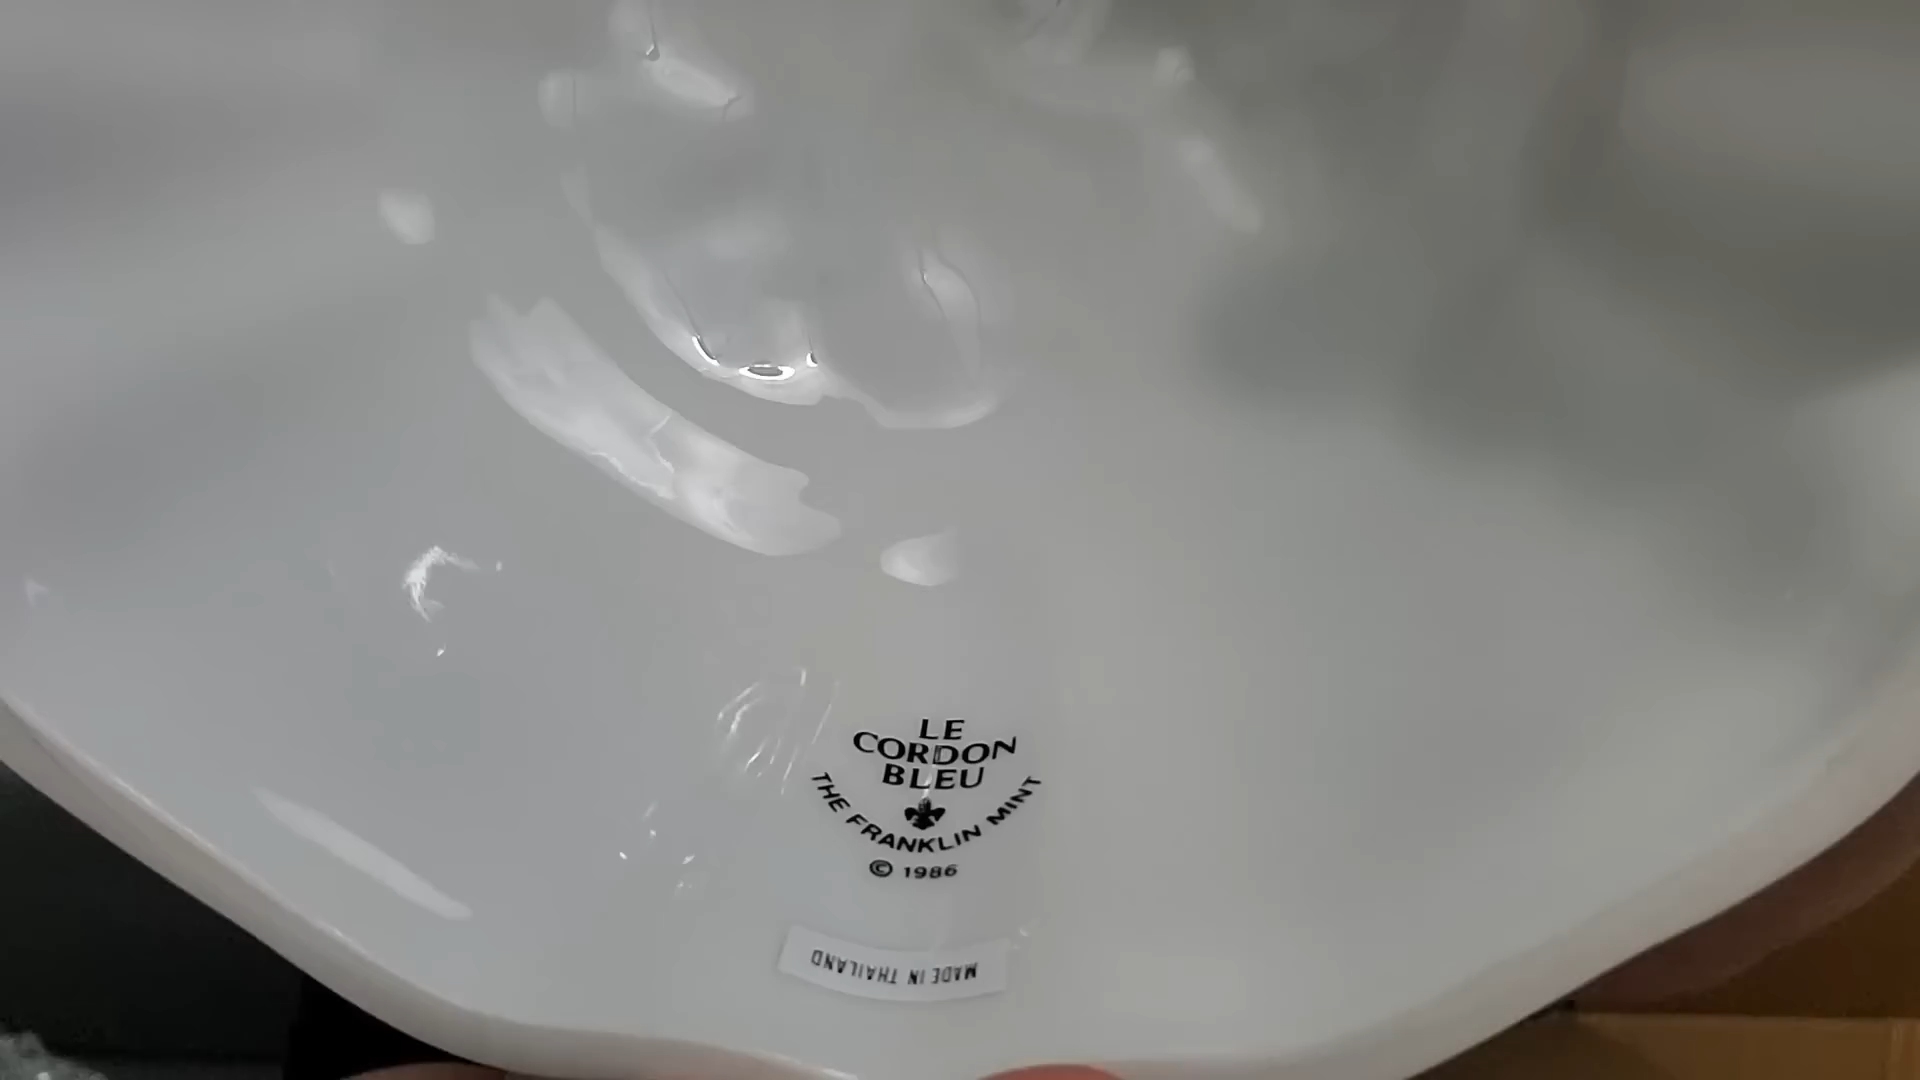 LE
CORDON
BLEU
THE FRANKLIN MINT
© 1986
MADE IN THAILAND